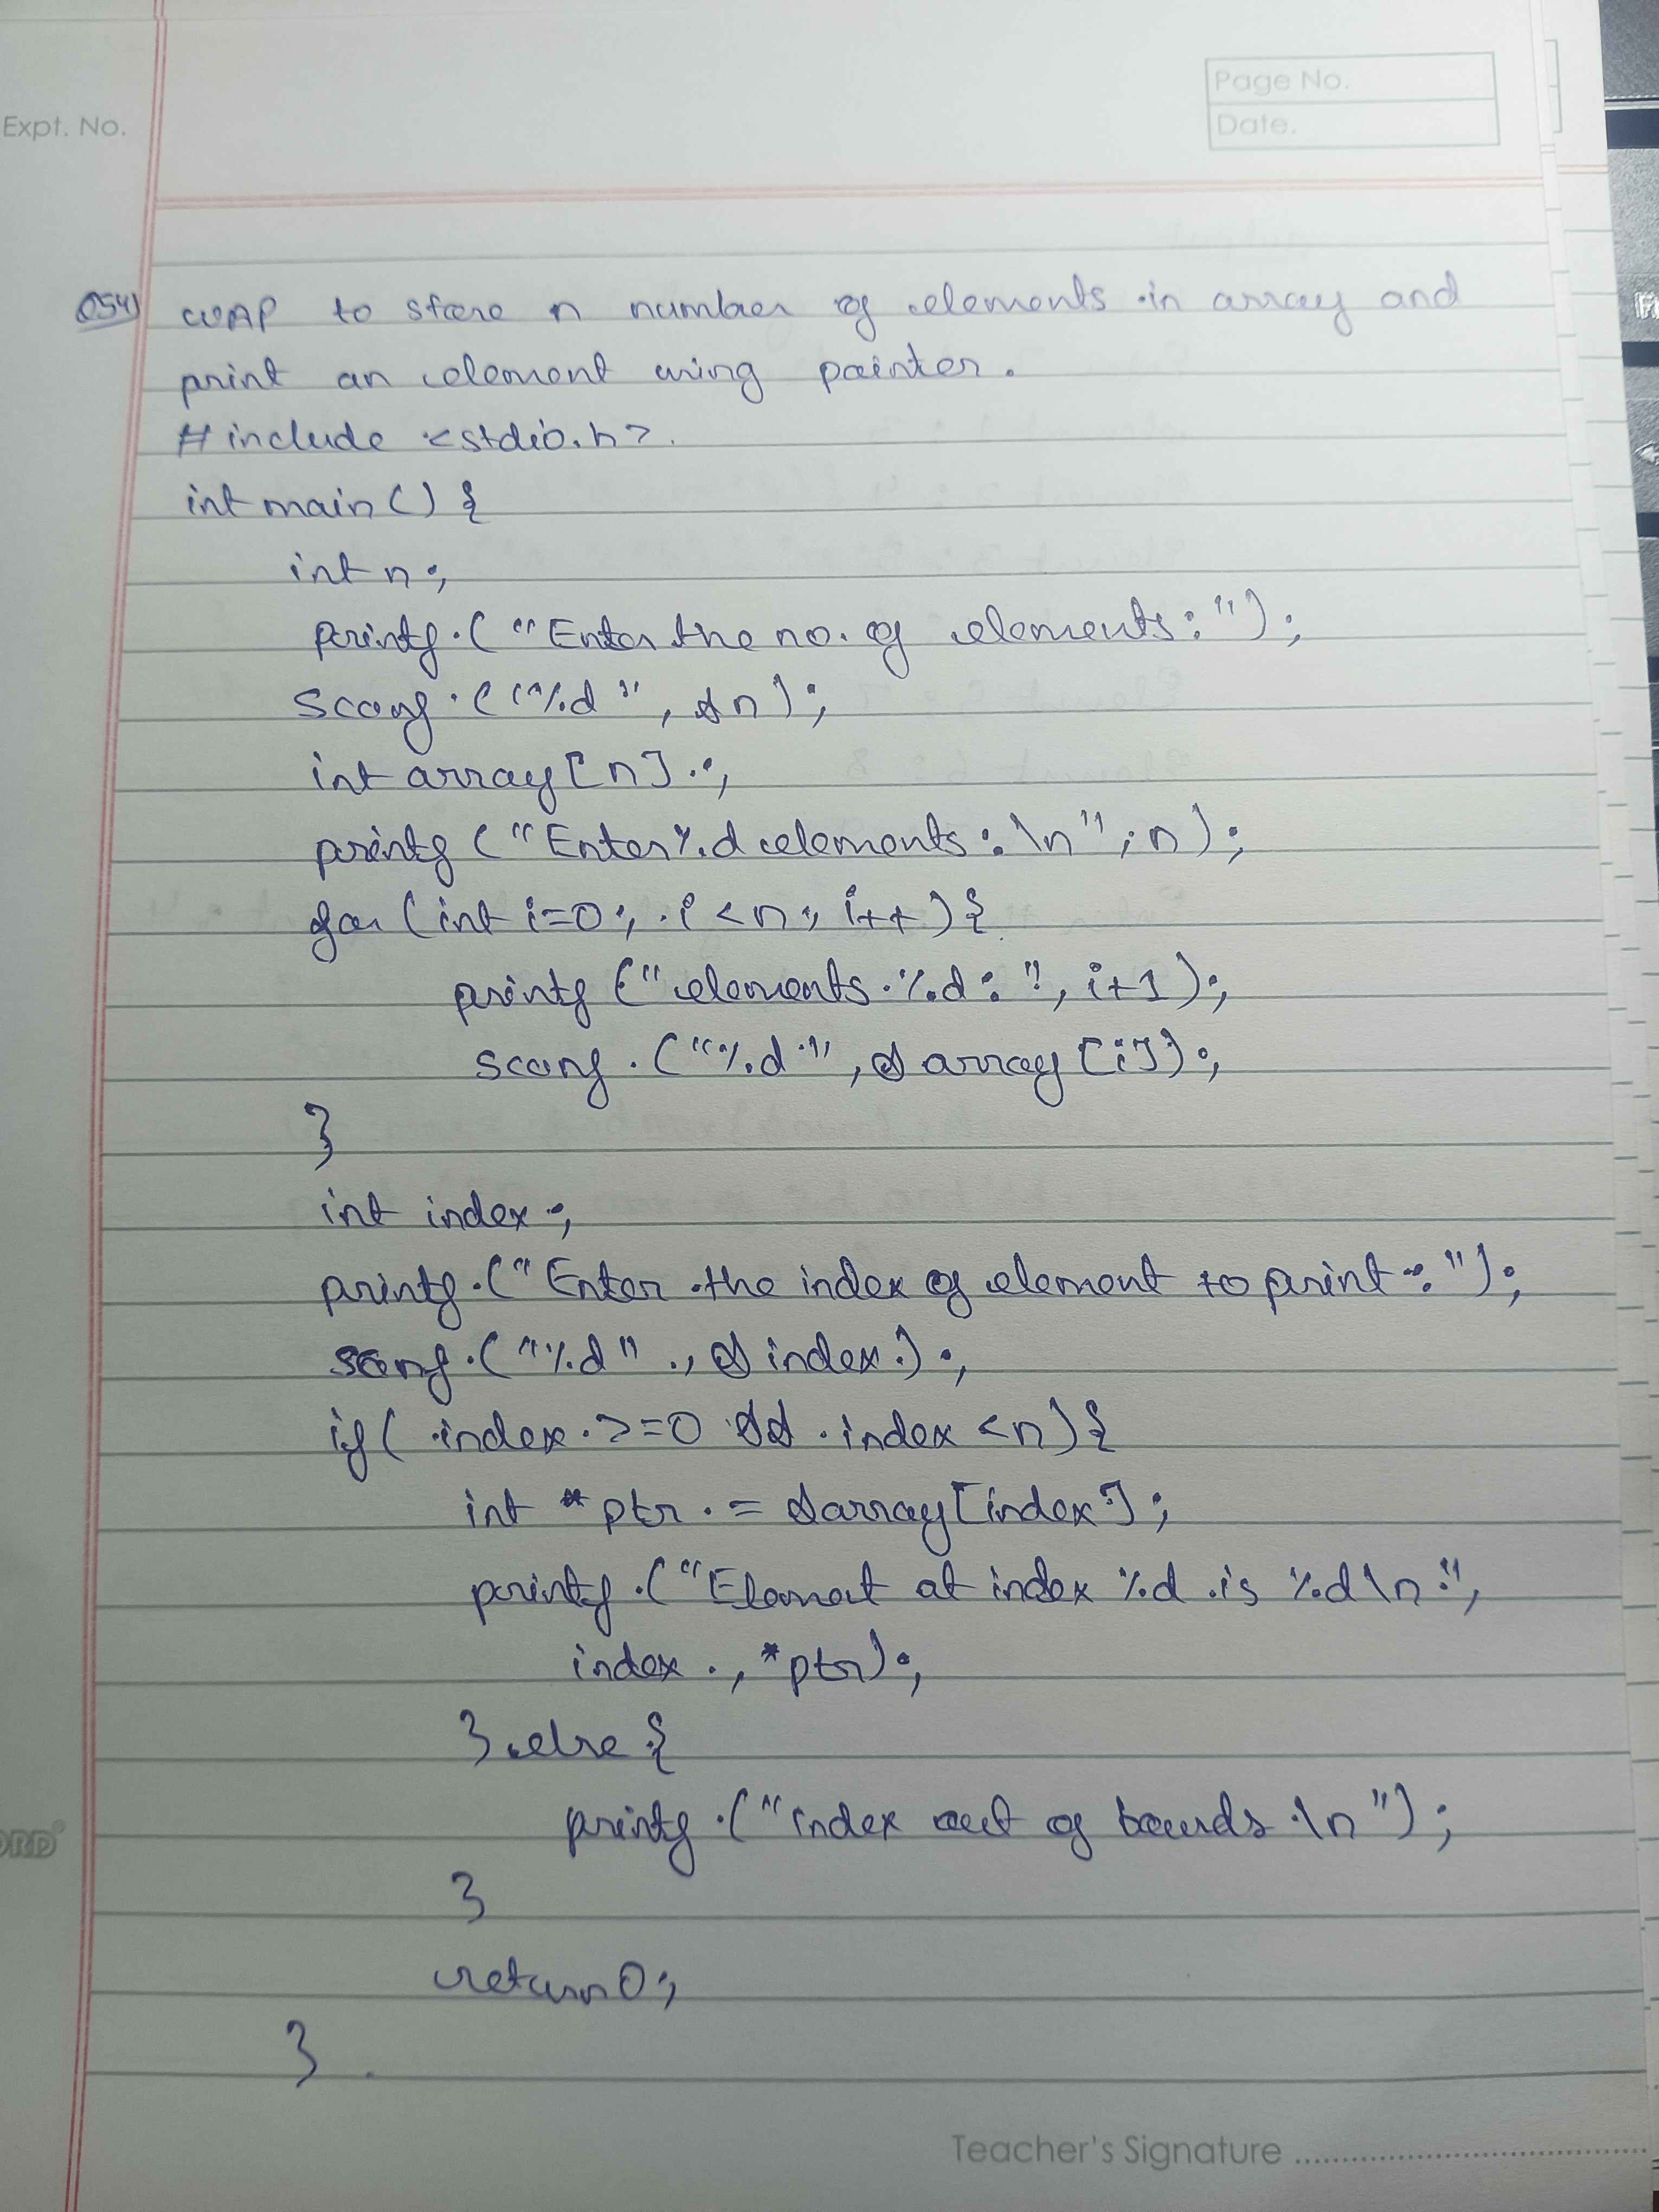 Page No.
Date.
Expt. No.
Q54) WAP to store n number of elements in array and
print an element using pointer.
#include <stdio.h>
int main() {
int n;
printf("Enter the no. of elements: ");
scanf("%d", &n);
int array[n];
printf("Enter %d elements: \n", n);
for (int i=0; i<n; i++){
printf("elements %d: ", i+1);
scanf("%d", &array[i]);
}
int index;
printf("Enter the index of element to print: ");
scanf("%d", &index);
if( index >=0 && index <n){
int *ptr = &array[index];
printf("Element at index %d is %d\n",
index, *ptr);
} else {
printf("index out of bounds \n");
}
return 0;
}
Teacher's Signature